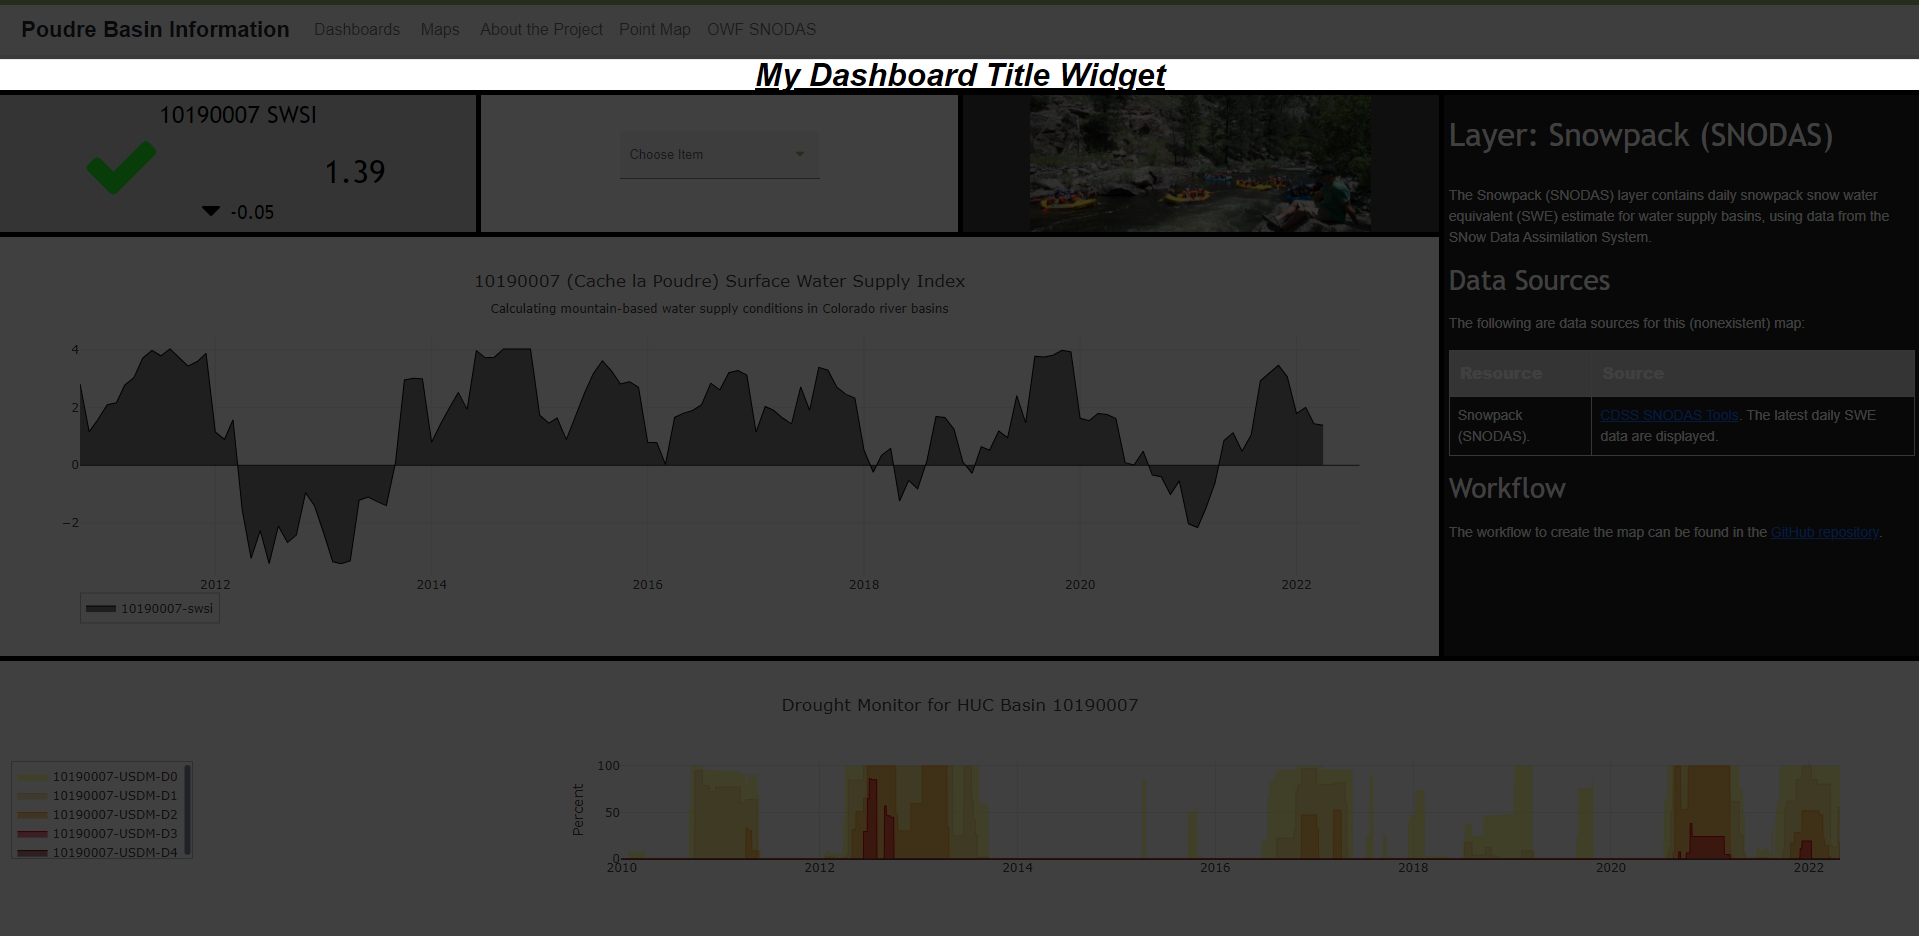 Poudre Basin Information Dashboards Maps About the Project Point Map OWF SNODAS
My Dashboard Title Widget
10190007 SWSI
1.39
-0.05
Choose Item
Layer: Snowpack (SNODAS)
The Snowpack (SNODAS) layer contains daily snowpack snow water
equivalent (SWE) estimate for water supply basins, using data from the
SNow Data Assimilation System.
Data Sources
The following are data sources for this (nonexistent) map:
Resource Source
Snowpack
(SNODAS).
CDSS SNODAS Tools. The latest daily SWE
data are displayed.
Workflow
The workflow to create the map can be found in the GitHub repository.
10190007 (Cache la Poudre) Surface Water Supply Index
Calculating mountain-based water supply conditions in Colorado river basins
4
2
0
−2
2012 2014 2016 2018 2020 2022
10190007-swsi
Drought Monitor for HUC Basin 10190007
10190007-USDM-D0
10190007-USDM-D1
10190007-USDM-D2
10190007-USDM-D3
10190007-USDM-D4
Percent
100
50
0
2010 2012 2014 2016 2018 2020 2022